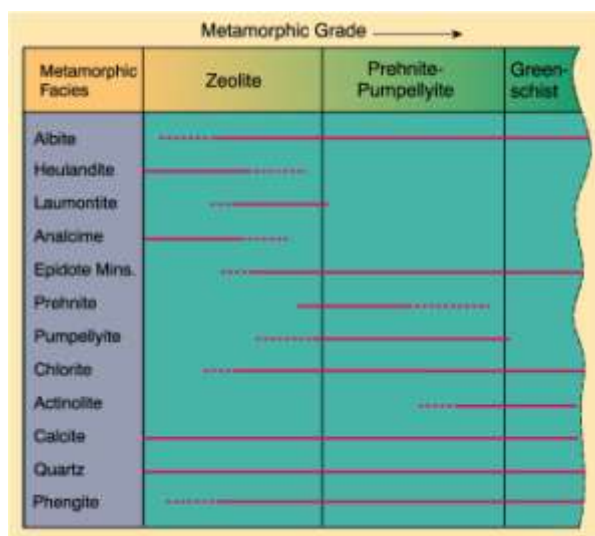 Metamorphic Grade
Metamorphic
Facies
Zeolite
Prehnite-
Pumpellyite
Green-
schist
Albite
Heulandite
Laumontite
Analcime
Epidote Mins.
Prehnite
Pumpellyite
Chlorite
Actinolite
Calcite
Quartz
Phengite